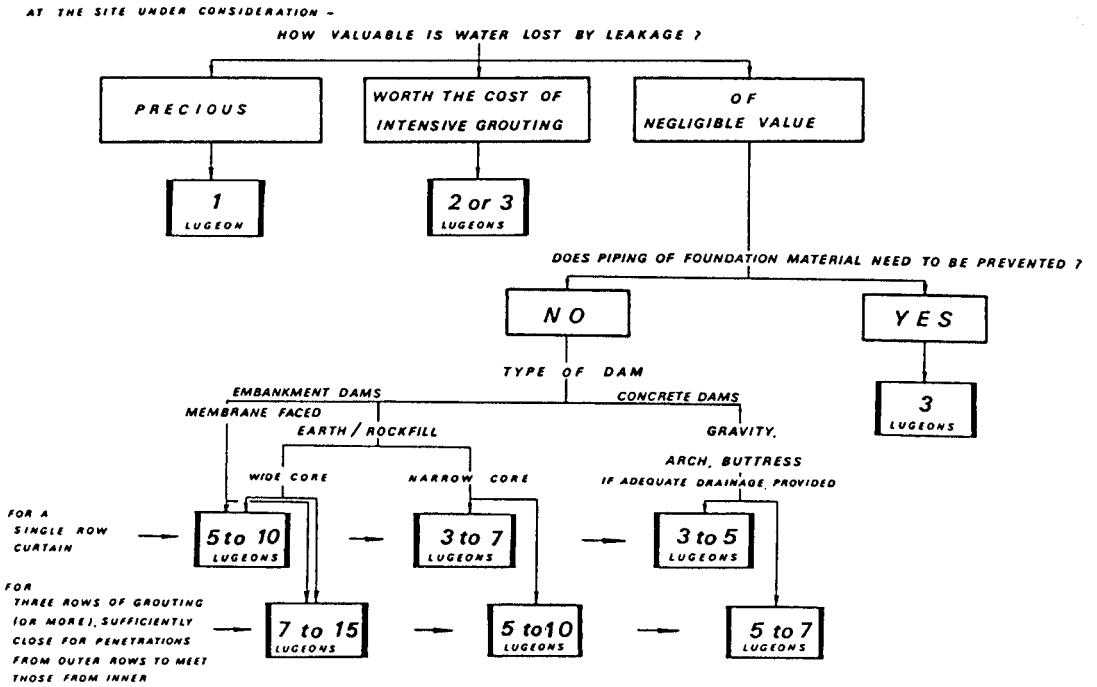 AT THE SITE UNDER CONSIDERATION -
HOW VALUABLE IS WATER LOST BY LEAKAGE ?
PRECIOUS
WORTH THE COST OF
INTENSIVE GROUTING
OF
NEGLIGIBLE VALUE
1
LUGEON
2 or 3
LUGEONS
DOES PIPING OF FOUNDATION MATERIAL NEED TO BE PREVENTED ?
NO
YES
TYPE OF DAM
3
LUGEONS
EMBANKMENT DAMS
CONCRETE DAMS
MEMBRANE FACED
EARTH / ROCKFILL
GRAVITY,
ARCH, BUTTRESS
IF ADEQUATE DRAINAGE PROVIDED
WIDE CORE
NARROW CORE
FOR A
SINGLE ROW
CURTAIN
5 to 10
LUGEONS
3 to 7
LUGEONS
3 to 5
LUGEONS
FOR
THREE ROWS OF GROUTING
(OR MORE), SUFFICIENTLY
CLOSE FOR PENETRATIONS
FROM OUTER ROWS TO MEET
THOSE FROM INNER
7 to 15
LUGEONS
5 to 10
LUGEONS
5 to 7
LUGEONS